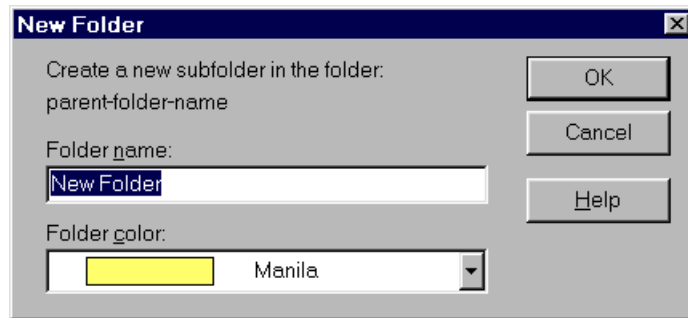 New Folder
Create a new subfolder in the folder:
parent-folder-name
Folder name:
New Folder
Folder color:
Manila
OK
Cancel
Help